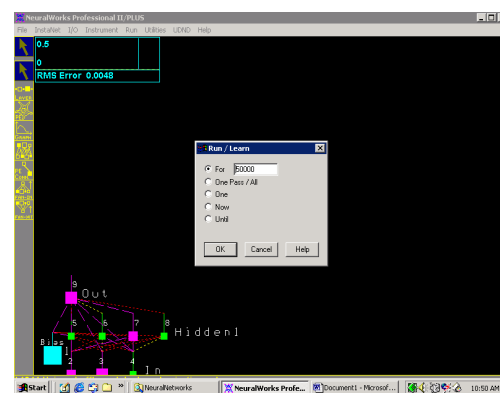 NeuralWorks Professional II/PLUS
File InstaNet I/O Instrument Run Utilities UDND Help
0.5
0
RMS Error 0.0048
Layer
Graph
Run / Learn
For 50000
One Pass / All
One
Now
Until
OK Cancel Help
9
Out
5 6 7 8
Hidden1
Bias
2 3 4
In
Start » NeuralNetworks NeuralWorks Profe... Document1 - Microsof... 10:50 AM